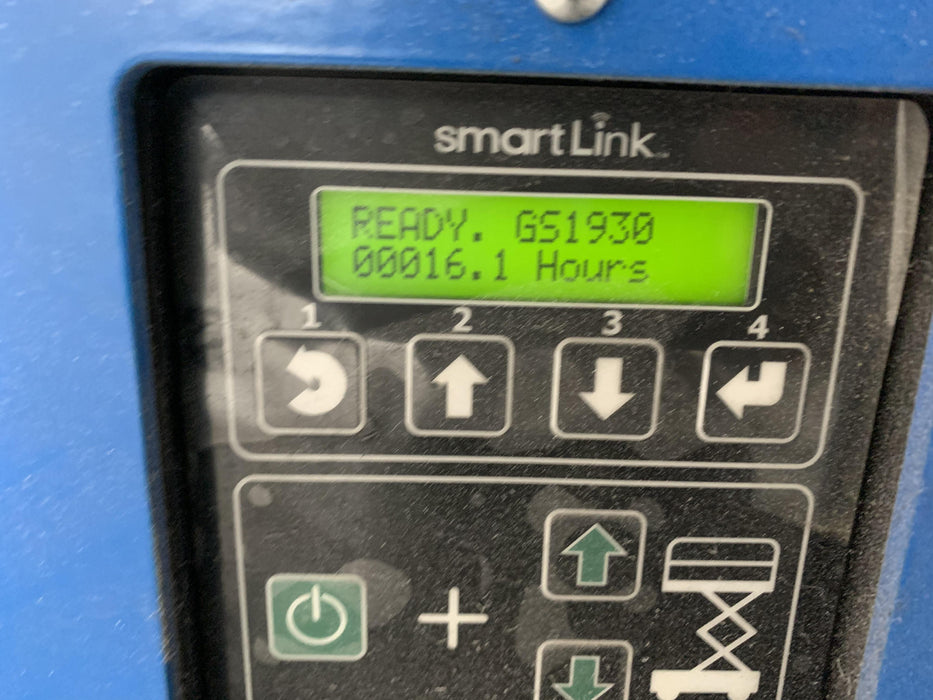 smartLink
READY. GS1930
00016.1 Hours
1 2 3 4